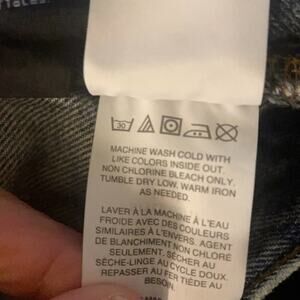 30
MACHINE WASH COLD WITH
LIKE COLORS INSIDE OUT.
NON CHLORINE BLEACH ONLY.
TUMBLE DRY LOW. WARM IRON
AS NEEDED.
LAVER À LA MACHINE À L'EAU
FROIDE AVEC DES COULEURS
SIMILAIRES À L'ENVERS. AGENT
DE BLANCHIMENT NON CHLORÉ
SEULEMENT. SÉCHER AU
SÈCHE-LINGE AU CYCLE DOUX.
REPASSER AU FER TIÈDE AU
BESOIN.